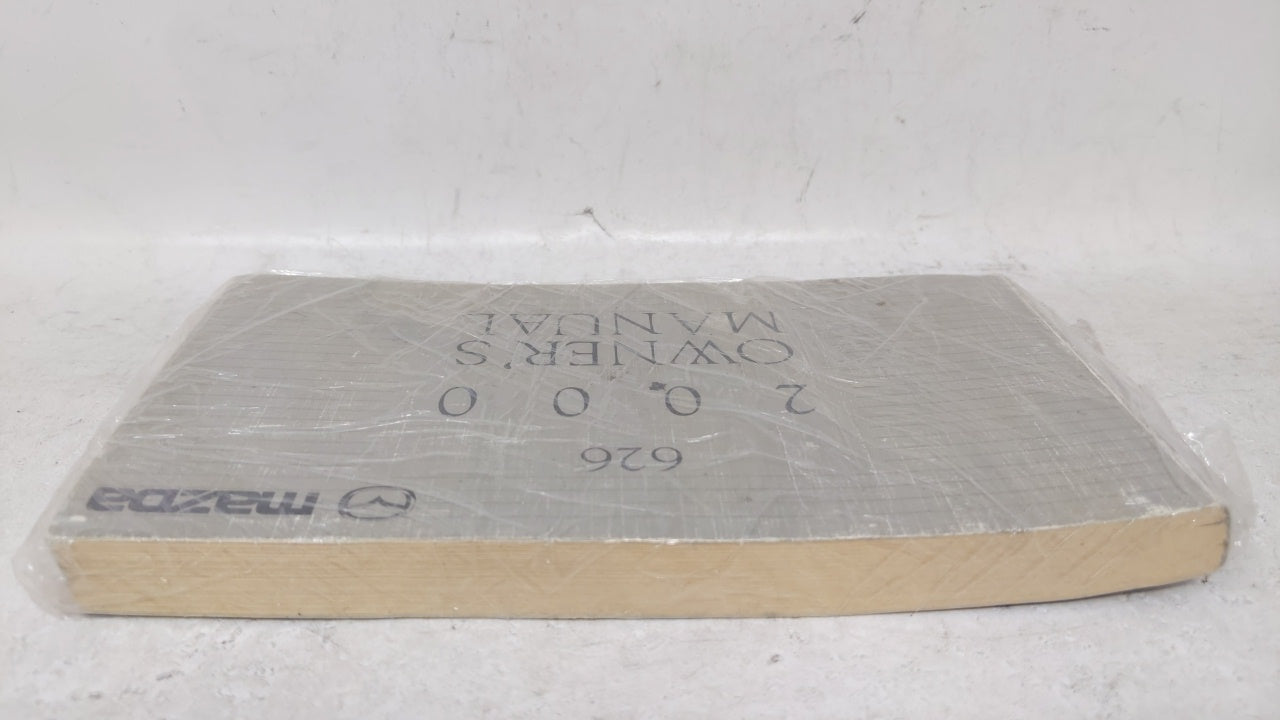 mazda
626
2000
OWNER'S
MANUAL